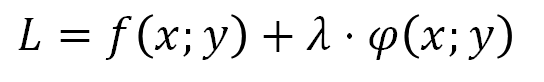 L = f(x; y) + λ · φ(x; y)